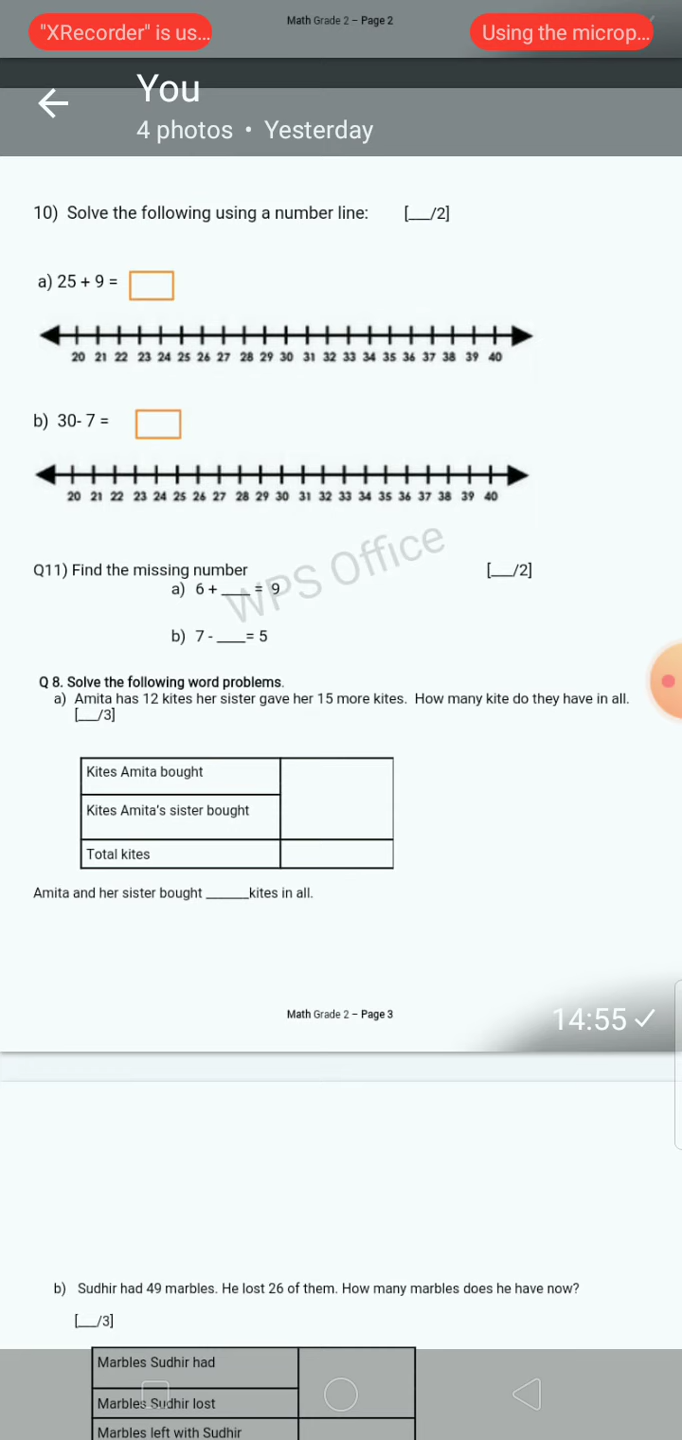 Math Grade 2 – Page 2
"XRecorder" is us...
Using the microp...
You
4 photos • Yesterday
10) Solve the following using a number line: [__/2]
a) 25 + 9 =
20 21 22 23 24 25 26 27 28 29 30 31 32 33 34 35 36 37 38 39 40
b) 30- 7 =
20 21 22 23 24 25 26 27 28 29 30 31 32 33 34 35 36 37 38 39 40
WPS Office
Q11) Find the missing number [__/2]
a) 6 + ____ = 9
b) 7 - ____= 5
Q 8. Solve the following word problems.
a) Amita has 12 kites her sister gave her 15 more kites. How many kite do they have in all.
[__/3]
Kites Amita bought
Kites Amita's sister bought
Total kites
Amita and her sister bought ______kites in all.
Math Grade 2 – Page 3
14:55
b) Sudhir had 49 marbles. He lost 26 of them. How many marbles does he have now?
[__/3]
Marbles Sudhir had
Marbles Sudhir lost
Marbles left with Sudhir